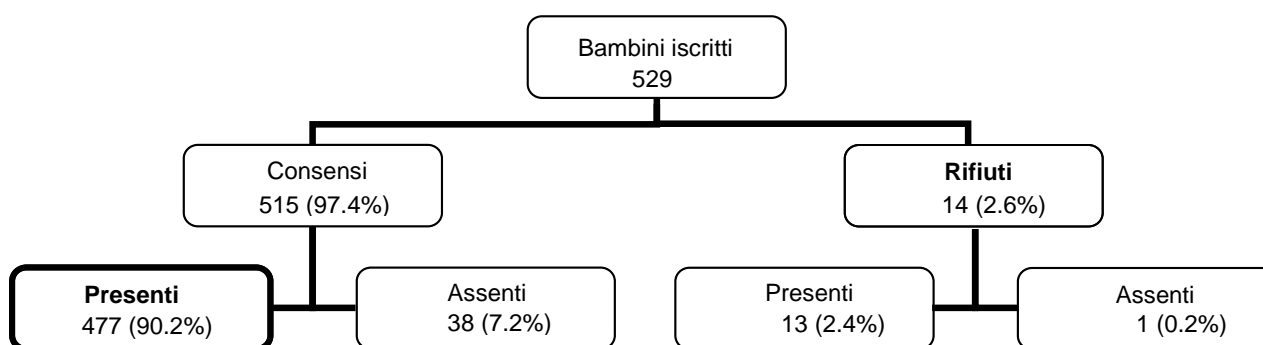 Bambini iscritti
529
Consensi
515 (97.4%)
Rifiuti
14 (2.6%)
Presenti
477 (90.2%)
Assenti
38 (7.2%)
Presenti
13 (2.4%)
Assenti
1 (0.2%)